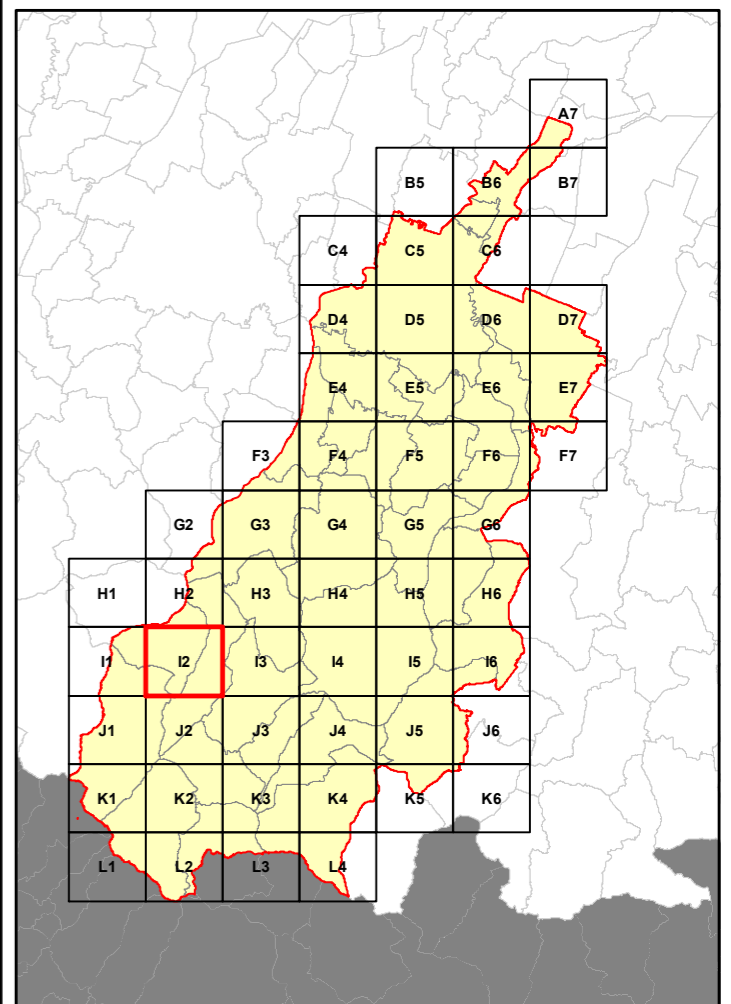 A7
B5 B6 B7
C4 C5 C6
D4 D5 D6 D7
E4 E5 E6 E7
F3 F4 F5 F6 F7
G2 G3 G4 G5 G6
H1 H2 H3 H4 H5 H6
I1 I2 I3 I4 I5 I6
J1 J2 J3 J4 J5 J6
K1 K2 K3 K4 K5 K6
L1 L2 L3 L4